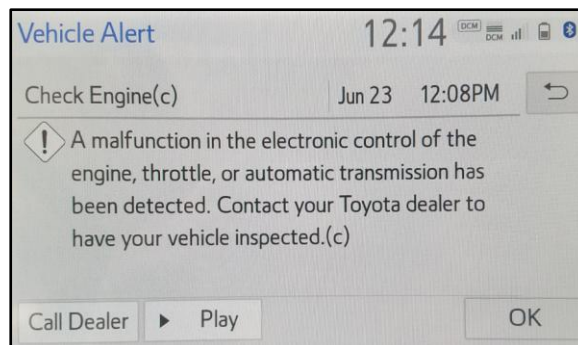 Vehicle Alert 12:14 DCM DCM
Check Engine(c) Jun 23 12:08PM
! A malfunction in the electronic control of the
engine, throttle, or automatic transmission has
been detected. Contact your Toyota dealer to
have your vehicle inspected.(c)
Call Dealer Play OK